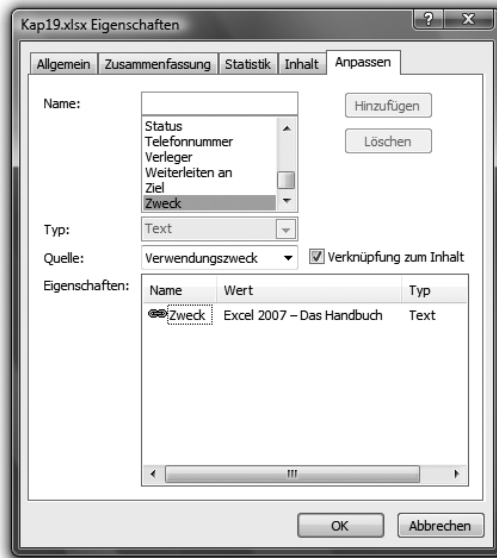 Kap19.xlsx Eigenschaften
Allgemein Zusammenfassung Statistik Inhalt Anpassen
Name:
Hinzufügen
Status
Telefonnummer
Löschen
Verleger
Weiterleiten an
Ziel
Zweck
Typ: Text
Quelle: Verwendungszweck Verknüpfung zum Inhalt
Eigenschaften: Name Wert Typ
Zweck Excel 2007 – Das Handbuch Text
OK Abbrechen